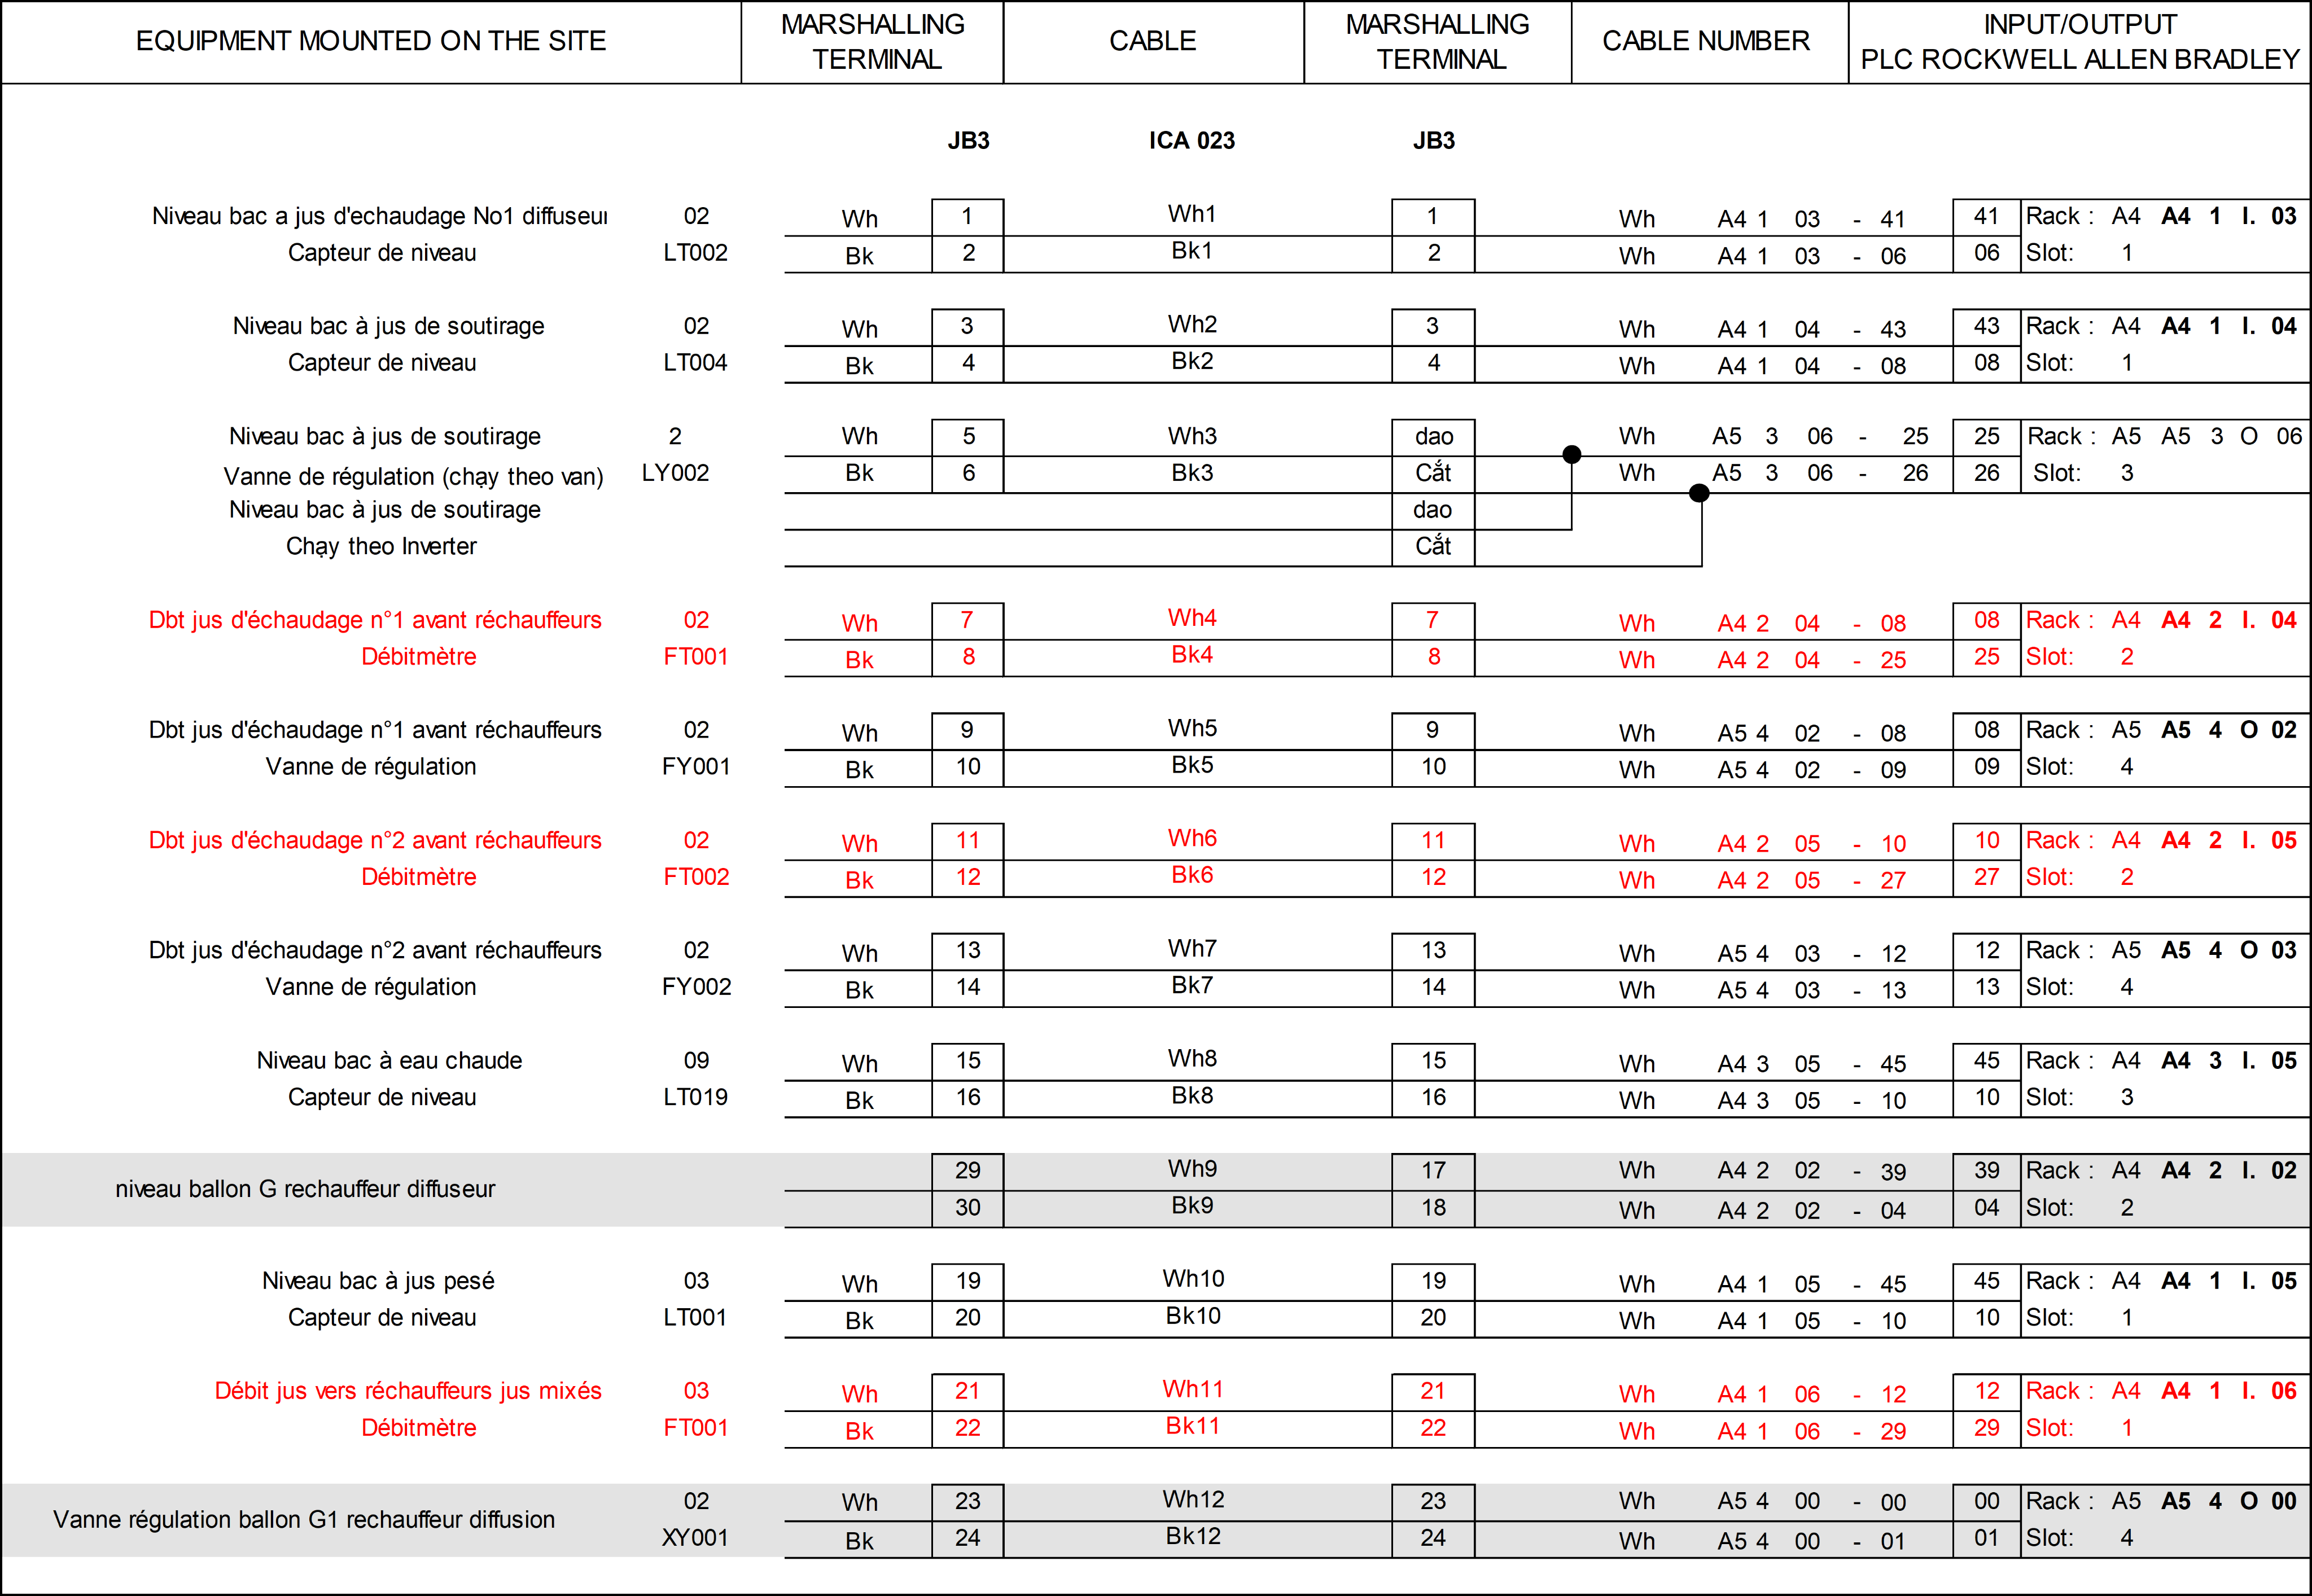 EQUIPMENT MOUNTED ON THE SITE MARSHALLING TERMINAL CABLE MARSHALLING TERMINAL CABLE NUMBER INPUT/OUTPUT PLC ROCKWELL ALLEN BRADLEY
JB3 ICA 023 JB3
Niveau bac a jus d'echaudage No1 diffuseur 02 Wh 1 Wh1 1 Wh A4 1 03 - 41 41 Rack : A4 A4 1 I. 03
Capteur de niveau LT002 Bk 2 Bk1 2 Wh A4 1 03 - 06 06 Slot: 1
Niveau bac à jus de soutirage 02 Wh 3 Wh2 3 Wh A4 1 04 - 43 43 Rack : A4 A4 1 I. 04
Capteur de niveau LT004 Bk 4 Bk2 4 Wh A4 1 04 - 08 08 Slot: 1
Niveau bac à jus de soutirage 2 Wh 5 Wh3 dao Wh A5 3 06 - 25 25 Rack : A5 A5 3 O 06
Vanne de régulation (chạy theo van) LY002 Bk 6 Bk3 Cắt Wh A5 3 06 - 26 26 Slot: 3
Niveau bac à jus de soutirage dao
Chạy theo Inverter Cắt
Dbt jus d'échaudage n°1 avant réchauffeurs 02 Wh 7 Wh4 7 Wh A4 2 04 - 08 08 Rack : A4 A4 2 I. 04
Débitmètre FT001 Bk 8 Bk4 8 Wh A4 2 04 - 25 25 Slot: 2
Dbt jus d'échaudage n°1 avant réchauffeurs 02 Wh 9 Wh5 9 Wh A5 4 02 - 08 08 Rack : A5 A5 4 O 02
Vanne de régulation FY001 Bk 10 Bk5 10 Wh A5 4 02 - 09 09 Slot: 4
Dbt jus d'échaudage n°2 avant réchauffeurs 02 Wh 11 Wh6 11 Wh A4 2 05 - 10 10 Rack : A4 A4 2 I. 05
Débitmètre FT002 Bk 12 Bk6 12 Wh A4 2 05 - 27 27 Slot: 2
Dbt jus d'échaudage n°2 avant réchauffeurs 02 Wh 13 Wh7 13 Wh A5 4 03 - 12 12 Rack : A5 A5 4 O 03
Vanne de régulation FY002 Bk 14 Bk7 14 Wh A5 4 03 - 13 13 Slot: 4
Niveau bac à eau chaude 09 Wh 15 Wh8 15 Wh A4 3 05 - 45 45 Rack : A4 A4 3 I. 05
Capteur de niveau LT019 Bk 16 Bk8 16 Wh A4 3 05 - 10 10 Slot: 3
niveau ballon G rechauffeur diffuseur 29 Wh9 17 Wh A4 2 02 - 39 39 Rack : A4 A4 2 I. 02
30 Bk9 18 Wh A4 2 02 - 04 04 Slot: 2
Niveau bac à jus pesé 03 Wh 19 Wh10 19 Wh A4 1 05 - 45 45 Rack : A4 A4 1 I. 05
Capteur de niveau LT001 Bk 20 Bk10 20 Wh A4 1 05 - 10 10 Slot: 1
Débit jus vers réchauffeurs jus mixés 03 Wh 21 Wh11 21 Wh A4 1 06 - 12 12 Rack : A4 A4 1 I. 06
Débitmètre FT001 Bk 22 Bk11 22 Wh A4 1 06 - 29 29 Slot: 1
Vanne régulation ballon G1 rechauffeur diffusion 02 Wh 23 Wh12 23 Wh A5 4 00 - 00 00 Rack : A5 A5 4 O 00
XY001 Bk 24 Bk12 24 Wh A5 4 00 - 01 01 Slot: 4